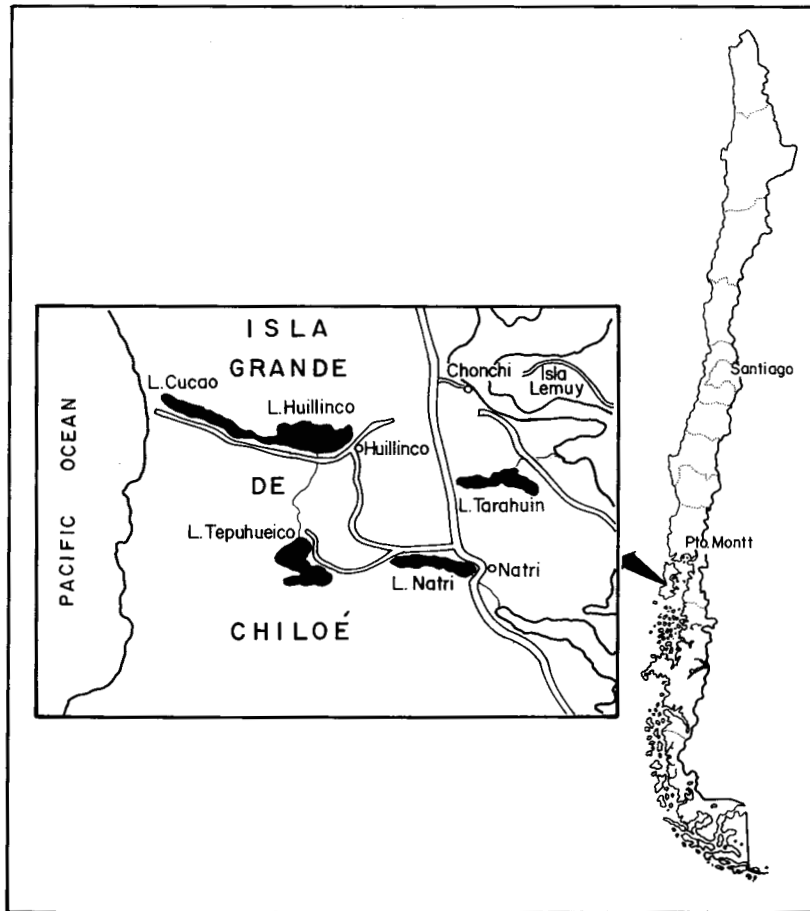 ISLA
GRANDE
DE
CHILOÉ
PACIFIC OCEAN
L. Cucao
L. Huillinco
Huillinco
Chonchi
Isla
Lemuy
L. Tarahuin
L. Tepuhueico
L. Natri
Natri
Santiago
Pto. Montt